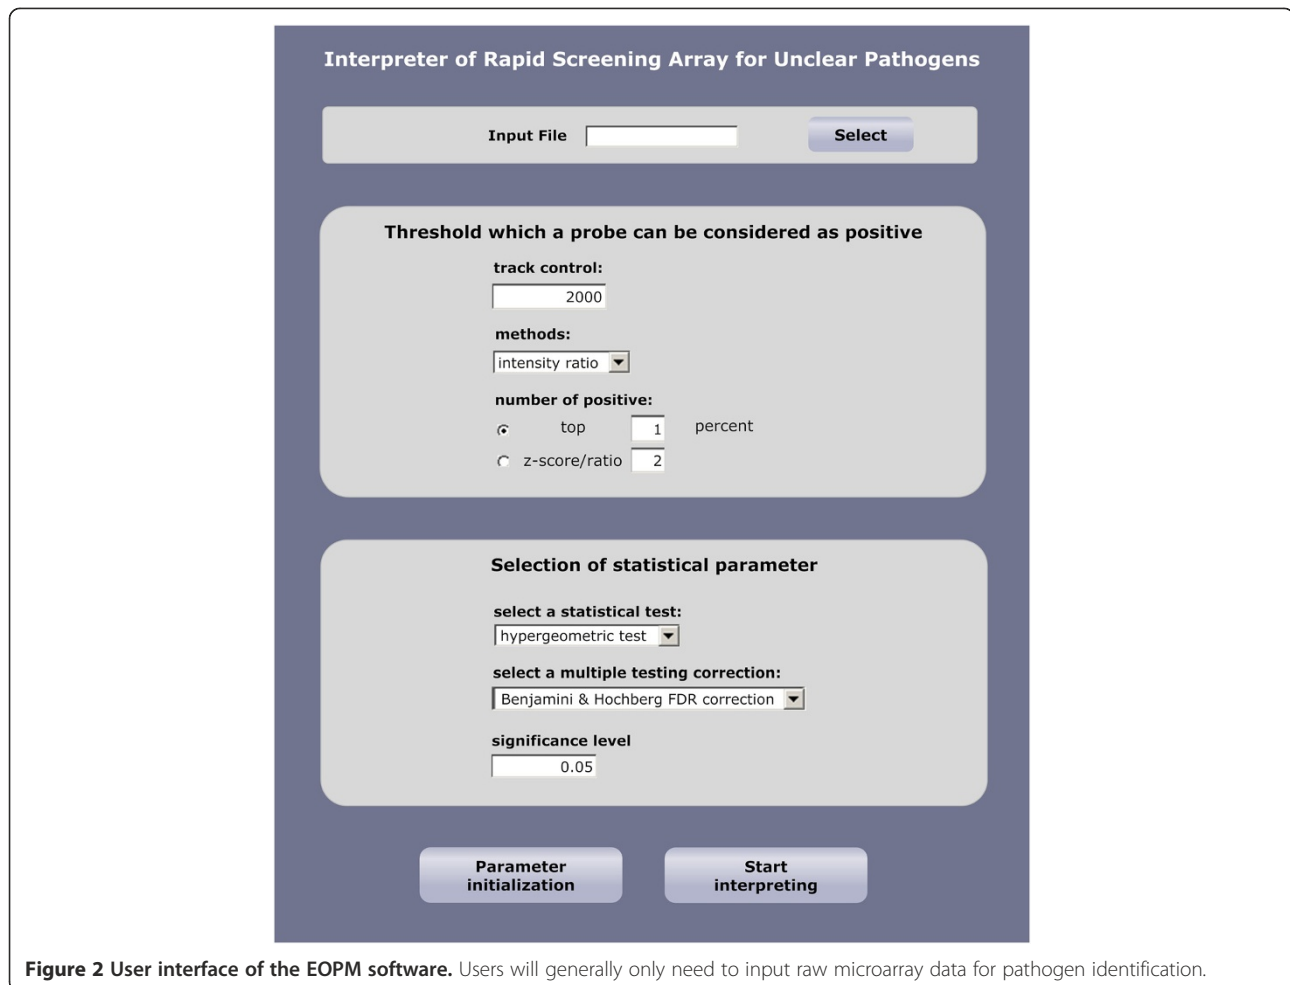 Interpreter of Rapid Screening Array for Unclear Pathogens
Input File Select
Threshold which a probe can be considered as positive
track control:
2000
methods:
intensity ratio
number of positive:
top 1 percent
z-score/ratio 2
Selection of statistical parameter
select a statistical test:
hypergeometric test
select a multiple testing correction:
Benjamini & Hochberg FDR correction
significance level
0.05
Parameter
initialization
Start
interpreting
Figure 2 User interface of the EOPM software. Users will generally only need to input raw microarray data for pathogen identification.